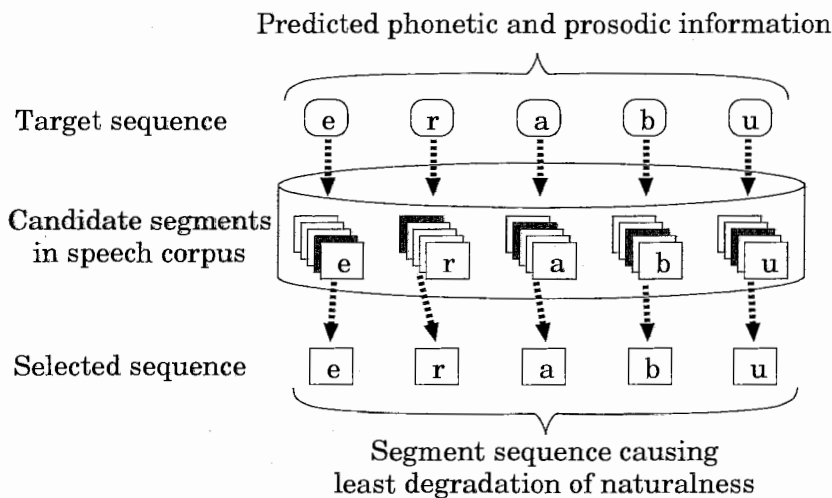 Predicted phonetic and prosodic information
Target sequence
e r a b u
Candidate segments
in speech corpus
e r a b u
Selected sequence
e r a b u
Segment sequence causing
least degradation of naturalness